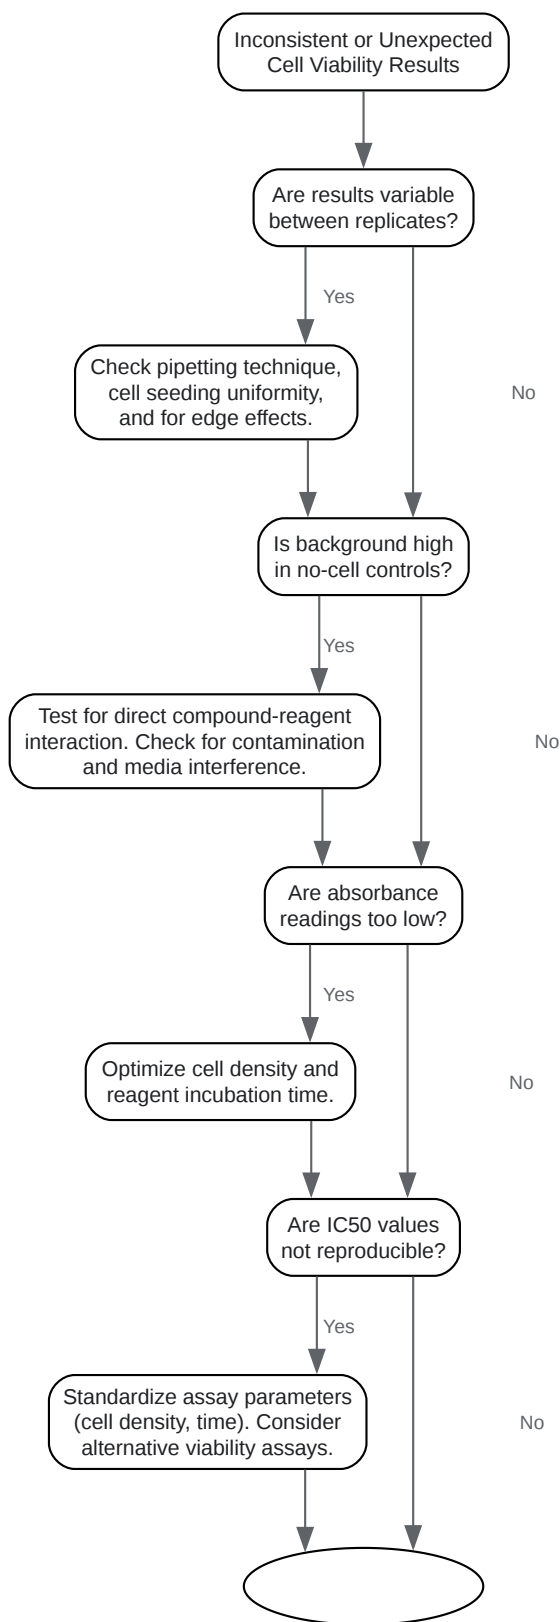 Inconsistent or Unexpected
Cell Viability Results
Are results variable
between replicates?
Yes
Check pipetting technique,
cell seeding uniformity,
and for edge effects.
No
Is background high
in no-cell controls?
Yes
Test for direct compound-reagent
interaction. Check for contamination
and media interference.
No
Are absorbance
readings too low?
Yes
Optimize cell density and
reagent incubation time.
No
Are IC50 values
not reproducible?
Yes
Standardize assay parameters
(cell density, time). Consider
alternative viability assays.
No